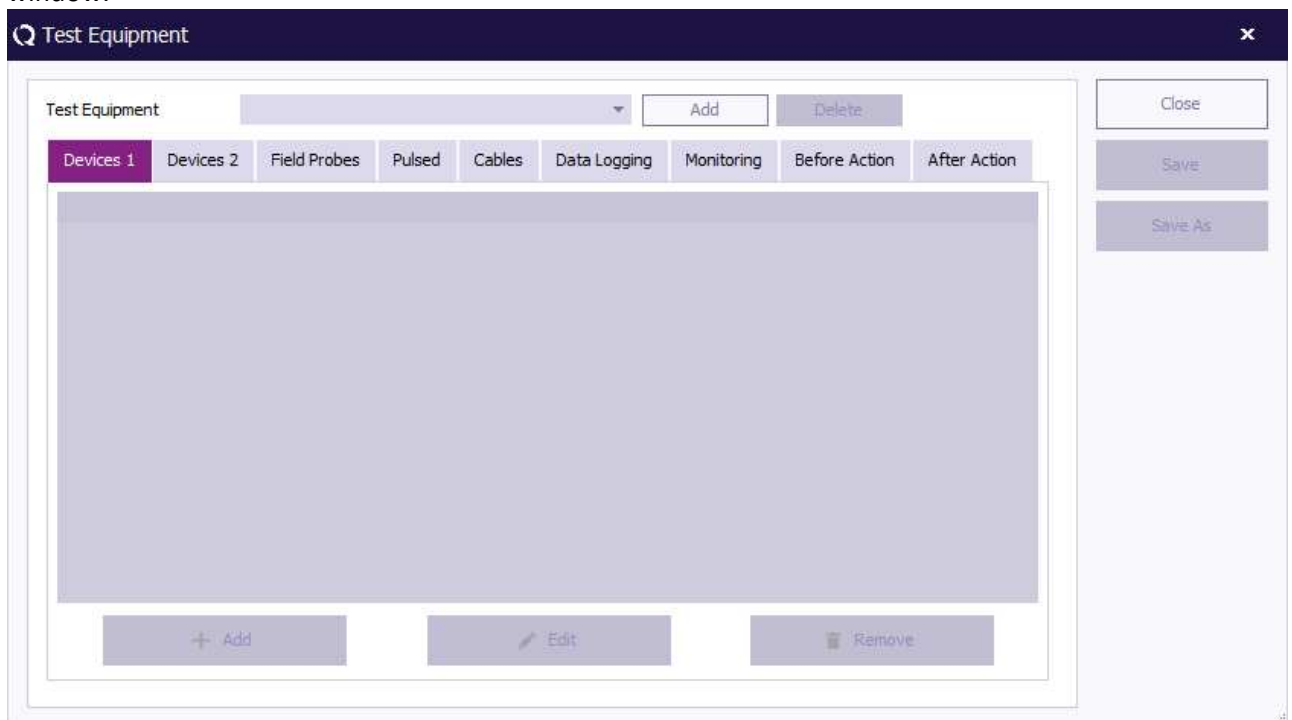 Test Equipment
Test Equipment Add Delete Close
Devices 1 Devices 2 Field Probes Pulsed Cables Data Logging Monitoring Before Action After Action Save
Save As
Add Edit Remove